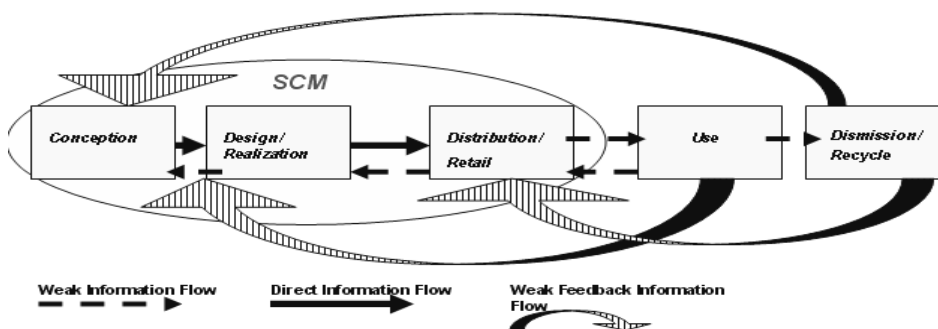 SCM
Conception
Design/
Realization
Distribution/
Retail
Use
Dismission/
Recycle
Weak Information Flow
Direct Information Flow
Weak Feedback Information
Flow